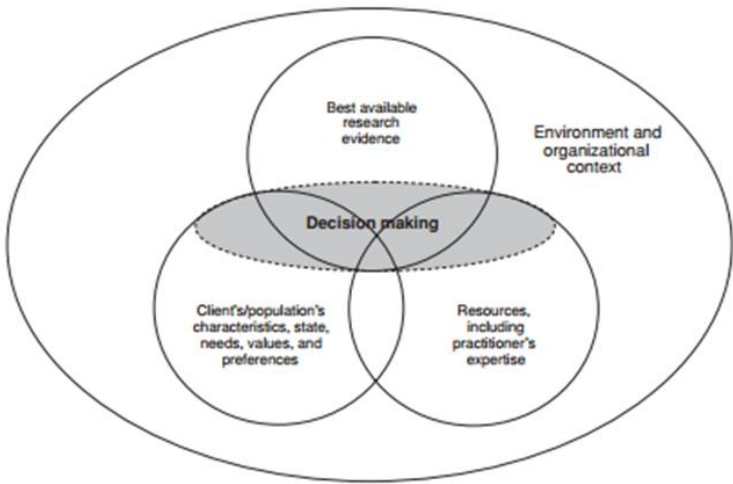 Best available
research
evidence
Environment and
organizational
context
Decision making
Client's/population's
characteristics, state,
needs, values, and
preferences
Resources,
including
practitioner's
expertise